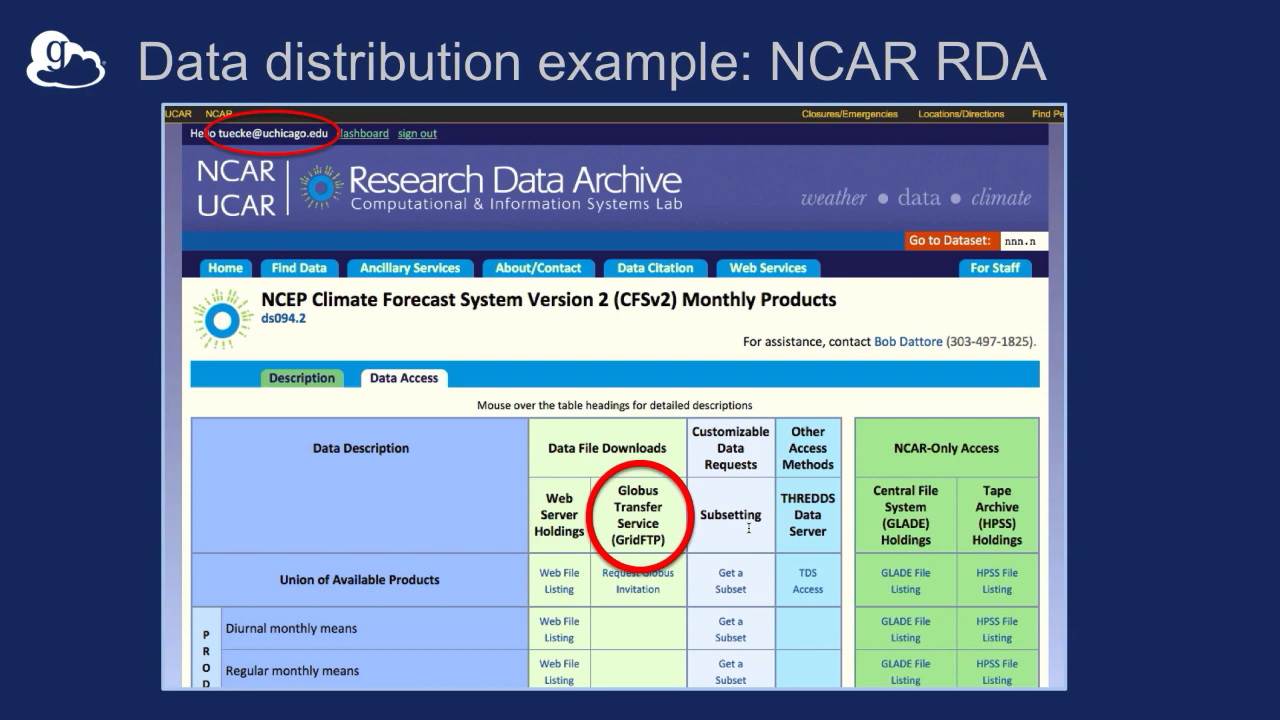 g
Data distribution example: NCAR RDA
UCAR NCAR Closures/Emergencies Locations/Directions Find Pe
Hello tuecke@uchicago.edu dashboard sign out
NCAR
UCAR
Research Data Archive
Computational & Information Systems Lab
weather ● data ● climate
Go to Dataset: nnn.n
Home Find Data Ancillary Services About/Contact Data Citation Web Services For Staff
NCEP Climate Forecast System Version 2 (CFSv2) Monthly Products
ds094.2
For assistance, contact Bob Dattore (303-497-1825).
Description Data Access
Mouse over the table headings for detailed descriptions
Data Description
Data File Downloads
Customizable
Data
Requests
Other
Access
Methods
NCAR-Only Access
Web
Server
Holdings
Globus
Transfer
Service
(GridFTP)
Subsetting
THREDDS
Data
Server
Central File
System
(GLADE)
Holdings
Tape
Archive
(HPSS)
Holdings
Union of Available Products
Web File
Listing
Request Globus
Invitation
Get a
Subset
TDS
Access
GLADE File
Listing
HPSS File
Listing
P
R
O
D
Diurnal monthly means
Web File
Listing
Get a
Subset
GLADE File
Listing
HPSS File
Listing
Regular monthly means
Web File
Listing
Get a
Subset
GLADE File
Listing
HPSS File
Listing